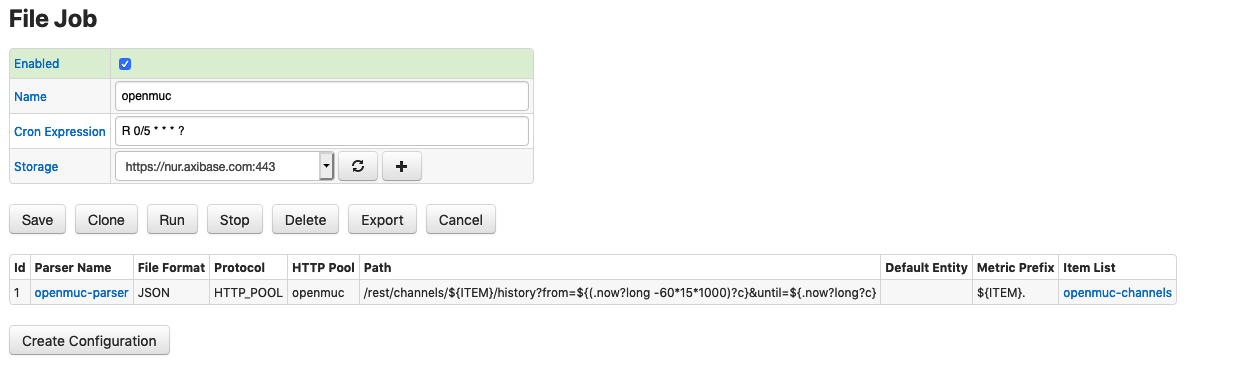 File Job
Enabled
Name openmuc
Cron Expression R 0/5 * * * ?
Storage https://nur.axibase.com:443
Save Clone Run Stop Delete Export Cancel
Id Parser Name File Format Protocol HTTP Pool Path Default Entity Metric Prefix Item List
1 openmuc-parser JSON HTTP_POOL openmuc /rest/channels/${ITEM}/history?from=${(.now?long -60*15*1000)?c}&until=${.now?long?c} ${ITEM}. openmuc-channels
Create Configuration